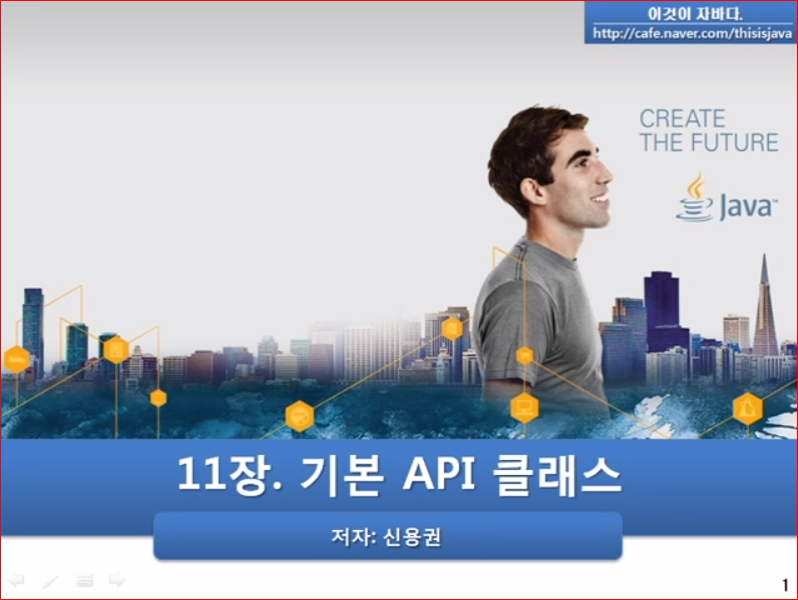 이것이 자바다.
http://cafe.naver.com/thisisjava
CREATE
THE FUTURE
Java™
11장. 기본 API 클래스
저자: 신용권
1